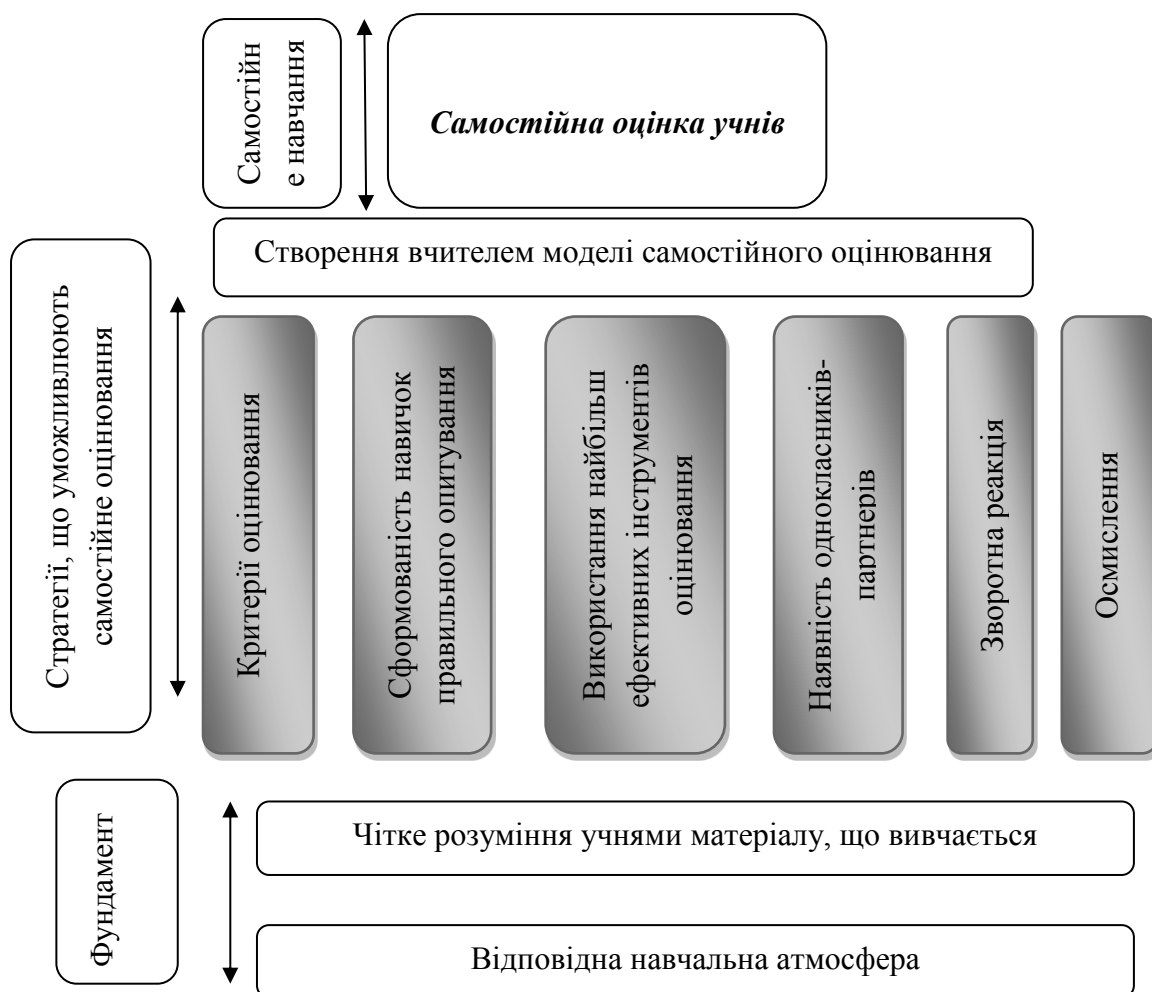 Самостійн
е навчання
Самостійна оцінка учнів
Створення вчителем моделі самостійного оцінювання
Стратегії, що уможливлюють
самостійне оцінювання
Критерії оцінювання
Сформованість навичок
правильного опитування
Використання найбільш
ефективних інструментів
оцінювання
Наявність однокласників-
партнерів
Зворотна реакція
Осмислення
Фундамент
Чітке розуміння учнями матеріалу, що вивчається
Відповідна навчальна атмосфера